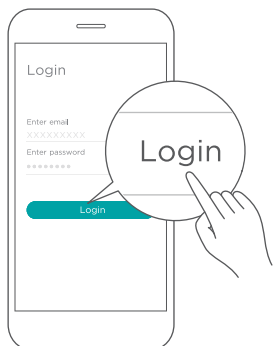 Login
Enter email
XXXXXXXXX
Enter password
********
Login
Login